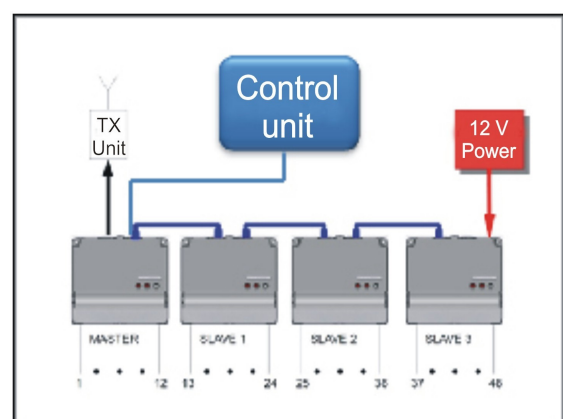 Control
unit
TX
Unit
12 V
Power
MASTER
SLAVE 1
SLAVE 2
SLAVE 3
1 12 13 24 25 36 37 48